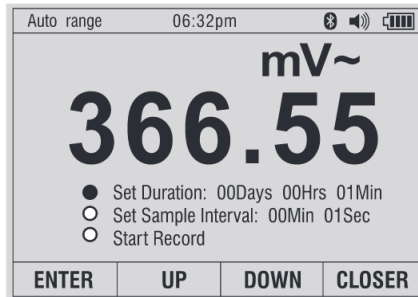 Auto range 06:32pm
mV~
366.55
Set Duration: 00Days 00Hrs 01Min
Set Sample Interval: 00Min 01Sec
Start Record
ENTER UP DOWN CLOSER